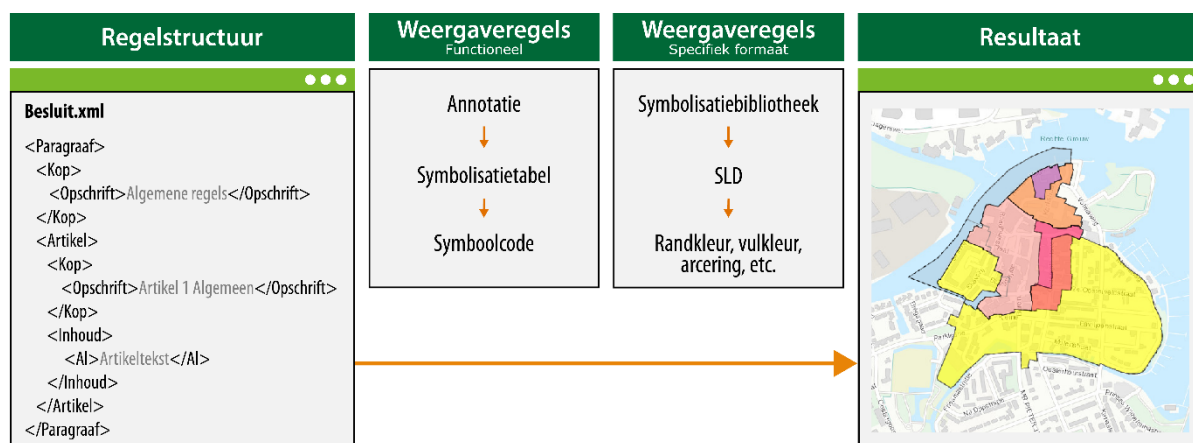 Regelstructuur
Besluit.xml
<Paragraaf>
<Kop>
<Opschrift>Algemene regels</Opschrift>
</Kop>
<Artikel>
<Kop>
<Opschrift>Artikel 1 Algemeen</Opschrift>
</Kop>
<Inhoud>
<Al>Artikeltekst</Al>
</Inhoud>
</Artikel>
</Paragraaf>
Weergaveregels
Functioneel
Annotatie
Symbolisatietabel
Symboolcode
Weergaveregels
Specifiek formaat
Symbolisatiebibliotheek
SLD
Randkleur, vulkleur,
arcering, etc.
Resultaat